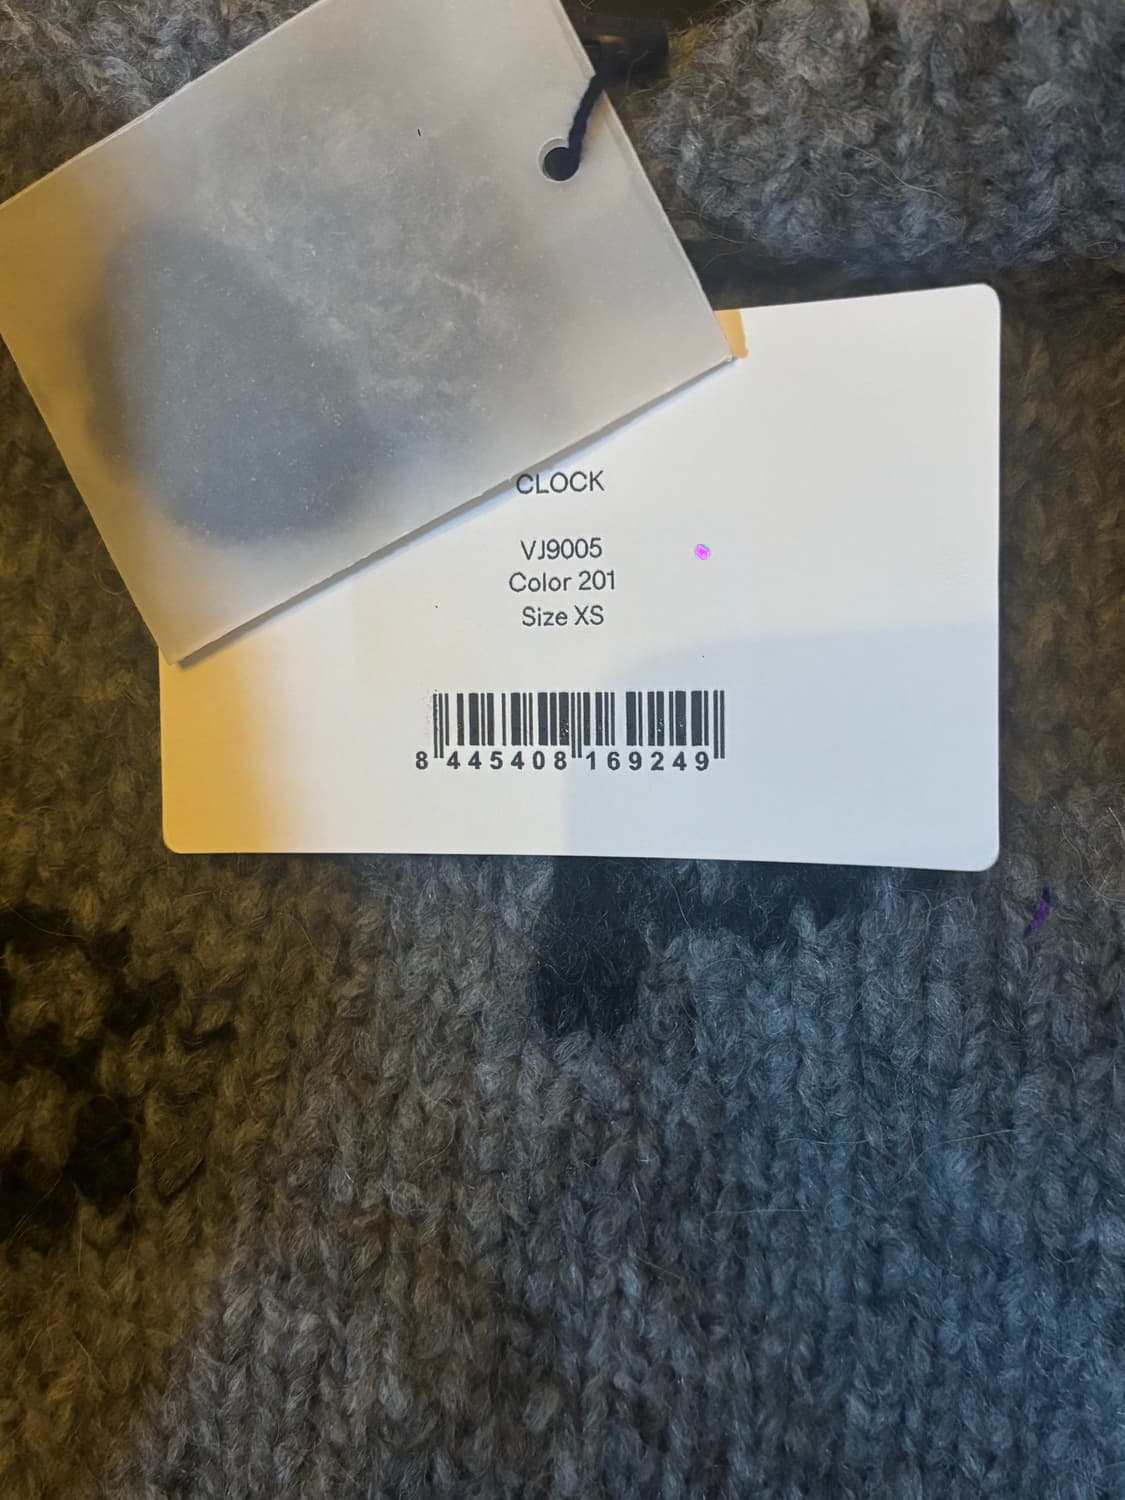 CLOCK
VJ9005
Color 201
Size XS
8 445408 169249